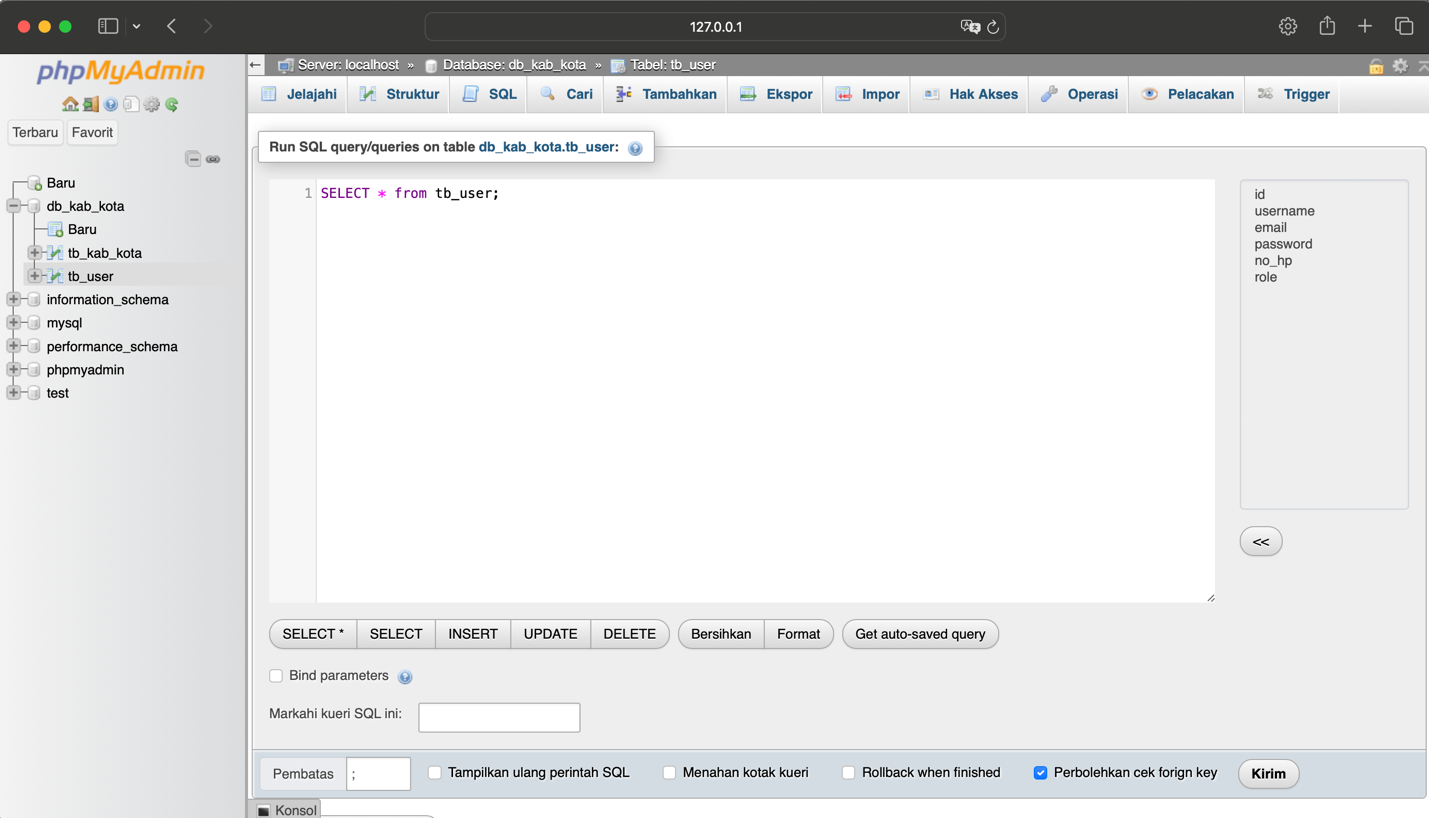 127.0.0.1
phpMyAdmin
Terbaru Favorit
Baru
db_kab_kota
Baru
tb_kab_kota
tb_user
information_schema
mysql
performance_schema
phpmyadmin
test
← Server: localhost » Database: db_kab_kota » Tabel: tb_user
Jelajahi Struktur SQL Cari Tambahkan Ekspor Impor Hak Akses Operasi Pelacakan Trigger
Run SQL query/queries on table db_kab_kota.tb_user:
1 SELECT * from tb_user;
id
username
email
password
no_hp
role
<<
SELECT * SELECT INSERT UPDATE DELETE Bersihkan Format Get auto-saved query
Bind parameters
Markahi kueri SQL ini:
Pembatas ; Tampilkan ulang perintah SQL Menahan kotak kueri Rollback when finished Perbolehkan cek forign key Kirim
Konsol